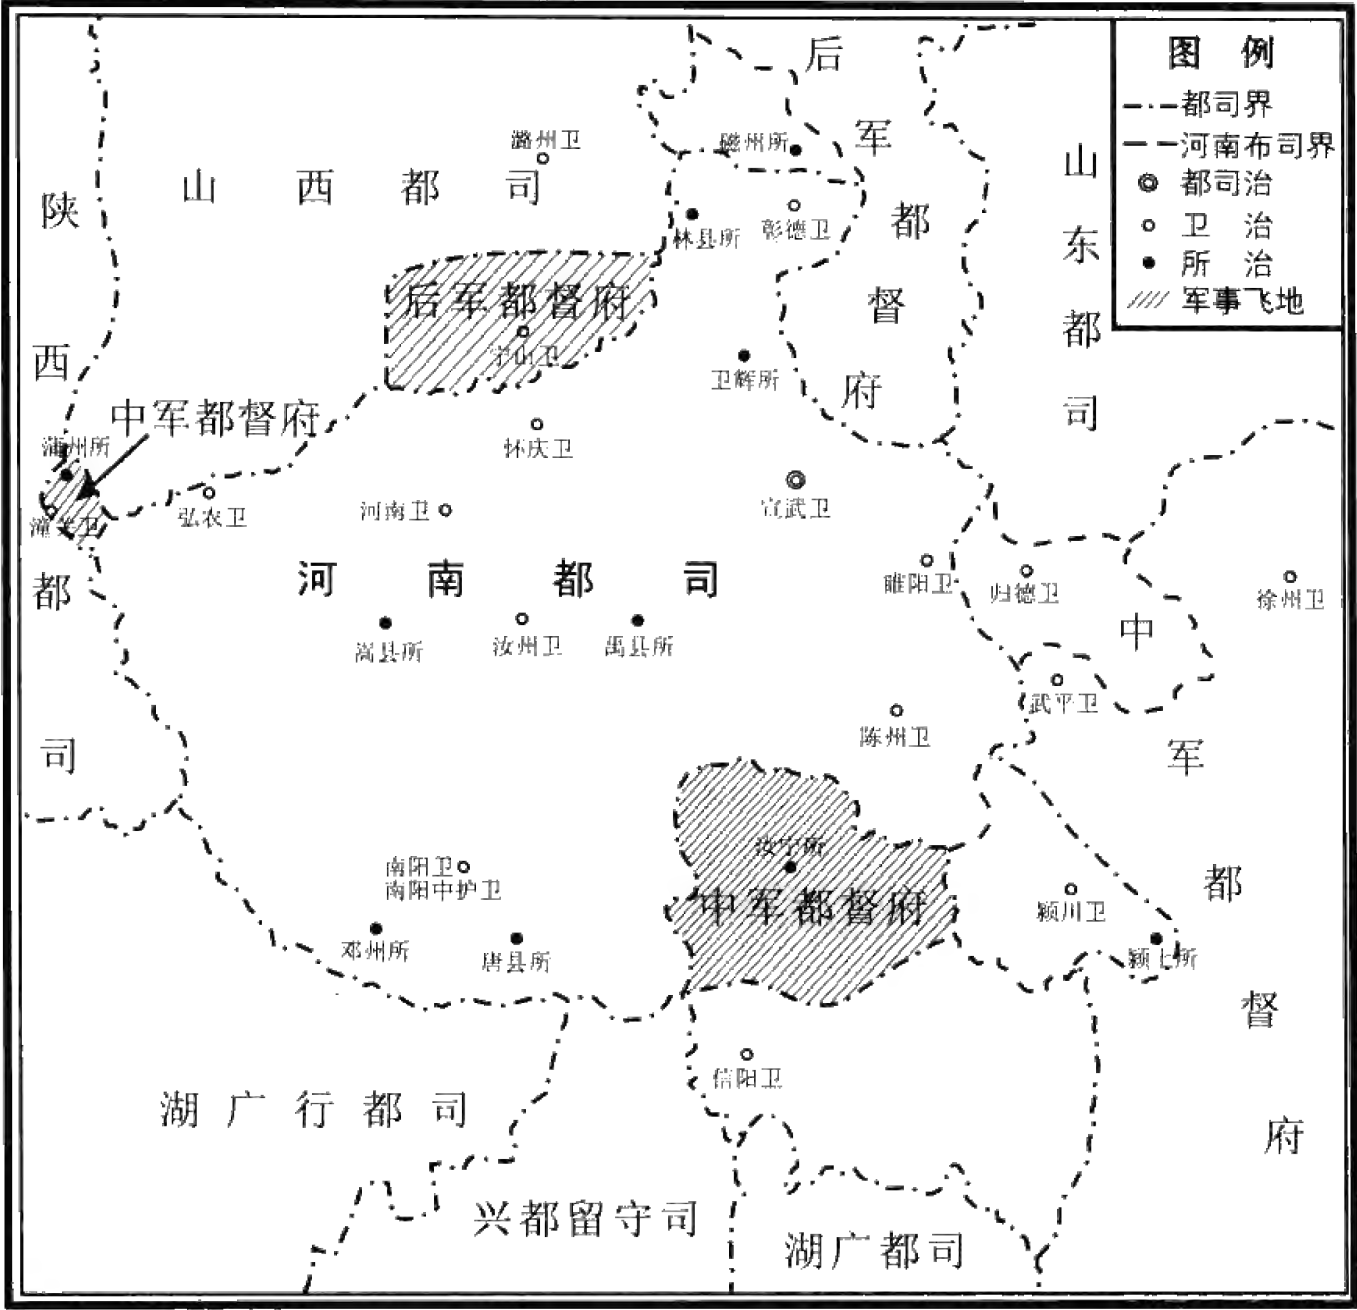 图 例
都司界
河南布司界
都司治
卫 治
所 治
军事飞地
后军都督府
山东都司
潞州卫
磁州所
山西都司
陕西都司
林县所
彰德卫
后军都督府
宁山卫
卫辉所
中军都督府
蒲州所
潼关卫
怀庆卫
弘农卫
河南卫
宣武卫
河南都司
睢阳卫
归德卫
徐州卫
嵩县所
汝州卫
禹县所
武平卫
陈州卫
中军都督府
汝宁所
中军都督府
南阳卫
南阳中护卫
颍川卫
邓州所
唐县所
颍上所
信阳卫
湖广行都司
兴都留守司
湖广都司